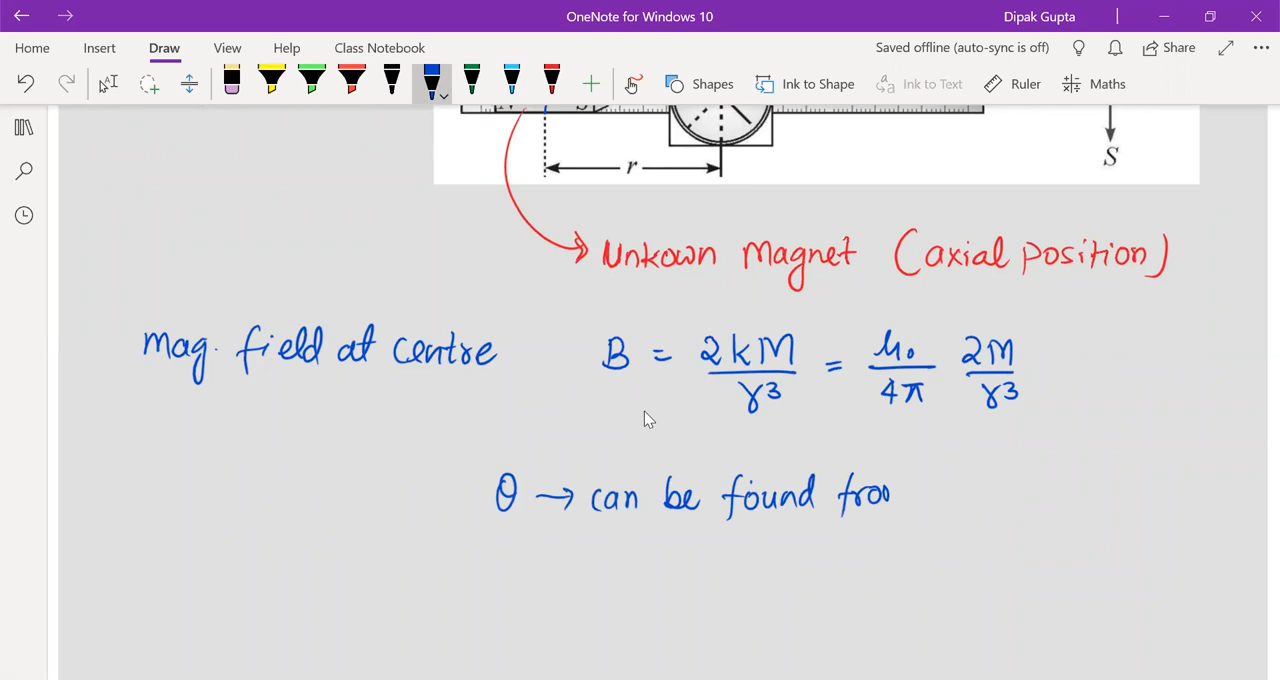 OneNote for Windows 10
Dipak Gupta
Home Insert Draw View Help Class Notebook
Saved offline (auto-sync is off) Share
Shapes Ink to Shape Ink to Text Ruler Maths
N S
r
S
Unkown Magnet (axial position)
mag. field at centre B = 2kM/r³ = μ₀/4π 2M/r³
θ → can be found from